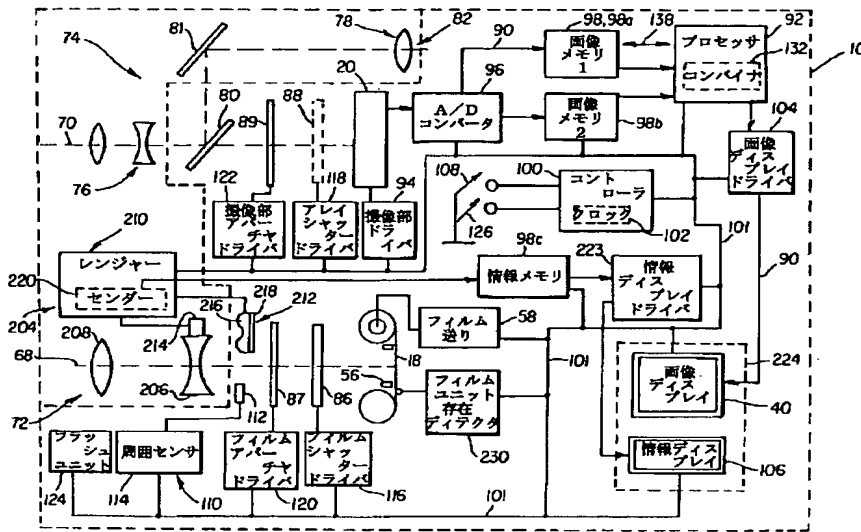 81
78
82
74
20
90
98,98a
画像
メモリ
1
138
プロセッサ
92
132
コンバイナ
96
A/D
コンバータ
画像
メモリ
2
98b
104
画像
ディス
プレイ
ドライバ
70
80
89
88
76
122
撮像部
アパー
チャ
ドライバ
118
アレイ
シャッ
ター
ドライバ
94
撮像部
ドライ
バ
108
126
100
コント
ローラ
クロック
102
101
90
210
レンジャー
220
センダー
204
216
218
212
214
98c
情報メモリ
223
情報
ディス
プレイ
ドライバ
68
208
206
72
18
56
フィルム
送り
58
101
224
画像
ディス
プレイ
40
112
87
86
フィルム
ユニット
存在
ディテクタ
230
情報ディス
プレイ
106
フラッ
シュユ
ニット
124
周囲センサ
114
110
フィルム
アパー
チャ
ドライバ
120
フィルム
シャッ
ター
ドライバ
116
101